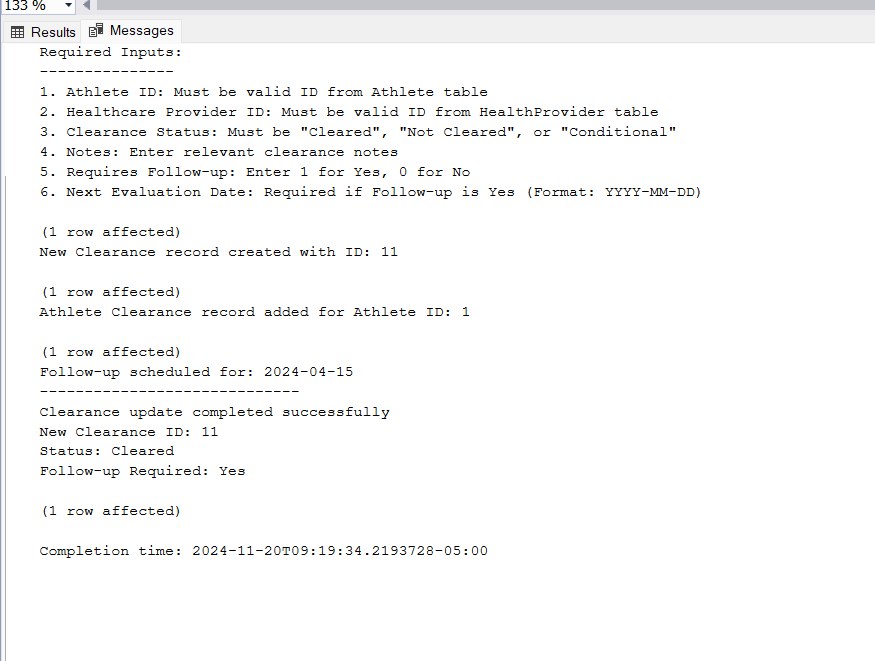 133 %
Results Messages
Required Inputs:
---------------
1. Athlete ID: Must be valid ID from Athlete table
2. Healthcare Provider ID: Must be valid ID from HealthProvider table
3. Clearance Status: Must be "Cleared", "Not Cleared", or "Conditional"
4. Notes: Enter relevant clearance notes
5. Requires Follow-up: Enter 1 for Yes, 0 for No
6. Next Evaluation Date: Required if Follow-up is Yes (Format: YYYY-MM-DD)
(1 row affected)
New Clearance record created with ID: 11
(1 row affected)
Athlete Clearance record added for Athlete ID: 1
(1 row affected)
Follow-up scheduled for: 2024-04-15
-----------------------------
Clearance update completed successfully
New Clearance ID: 11
Status: Cleared
Follow-up Required: Yes
(1 row affected)
Completion time: 2024-11-20T09:19:34.2193728-05:00